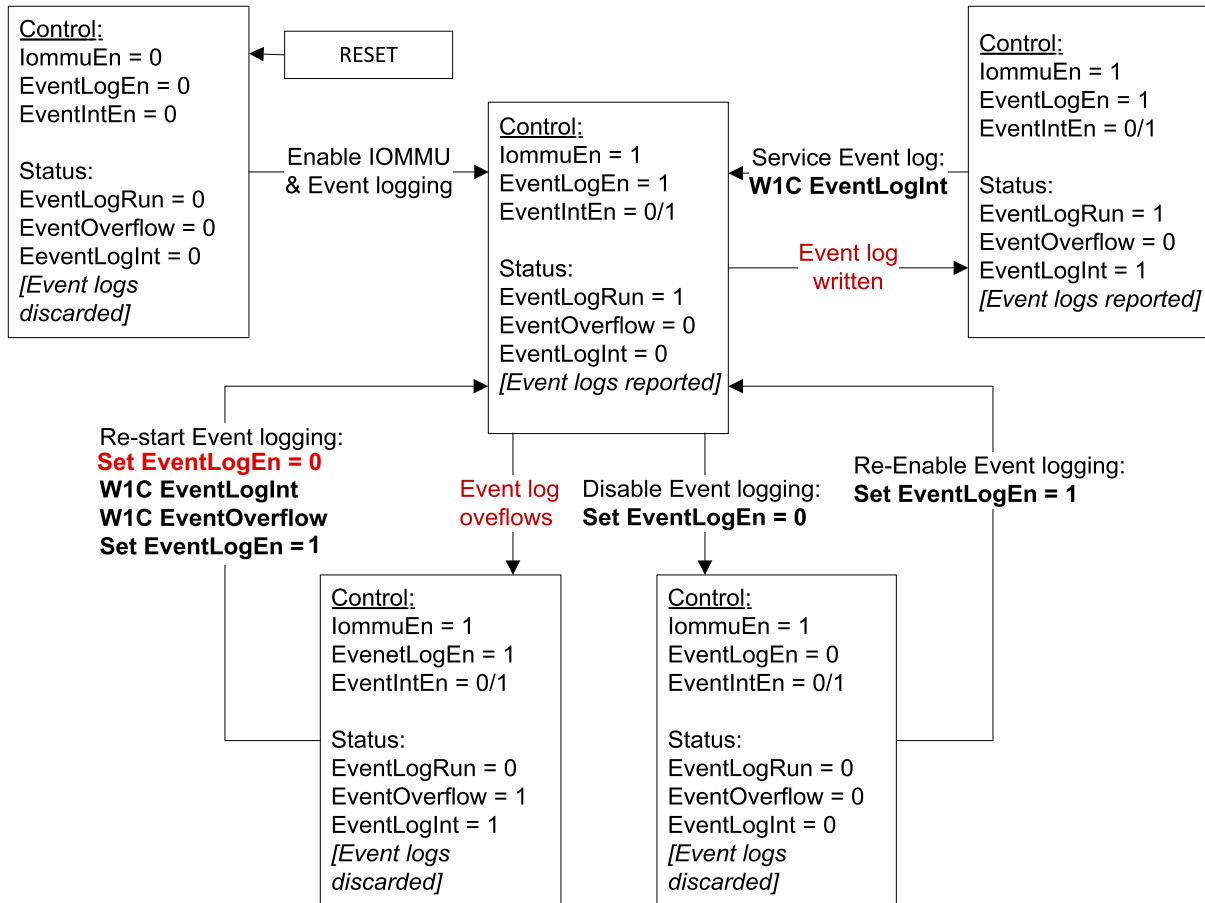 Control:
IommuEn = 0
EventLogEn = 0
EventIntEn = 0
Status:
EventLogRun = 0
EventOverflow = 0
EeventLogInt = 0
[Event logs
discarded]
RESET
Enable IOMMU
& Event logging
Control:
IommuEn = 1
EventLogEn = 1
EventIntEn = 0/1
Status:
EventLogRun = 1
EventOverflow = 0
EventLogInt = 0
[Event logs reported]
Service Event log:
W1C EventLogInt
Event log
written
Control:
IommuEn = 1
EventLogEn = 1
EventIntEn = 0/1
Status:
EventLogRun = 1
EventOverflow = 0
EventLogInt = 1
[Event logs reported]
Re-start Event logging:
Set EventLogEn = 0
W1C EventLogInt
W1C EventOverflow
Set EventLogEn = 1
Event log
oveflows
Disable Event logging:
Set EventLogEn = 0
Re-Enable Event logging:
Set EventLogEn = 1
Control:
IommuEn = 1
EvenetLogEn = 1
EventIntEn = 0/1
Status:
EventLogRun = 0
EventOverflow = 1
EventLogInt = 1
[Event logs
discarded]
Control:
IommuEn = 1
EventLogEn = 0
EventIntEn = 0/1
Status:
EventLogRun = 0
EventOverflow = 0
EventLogInt = 0
[Event logs
discarded]